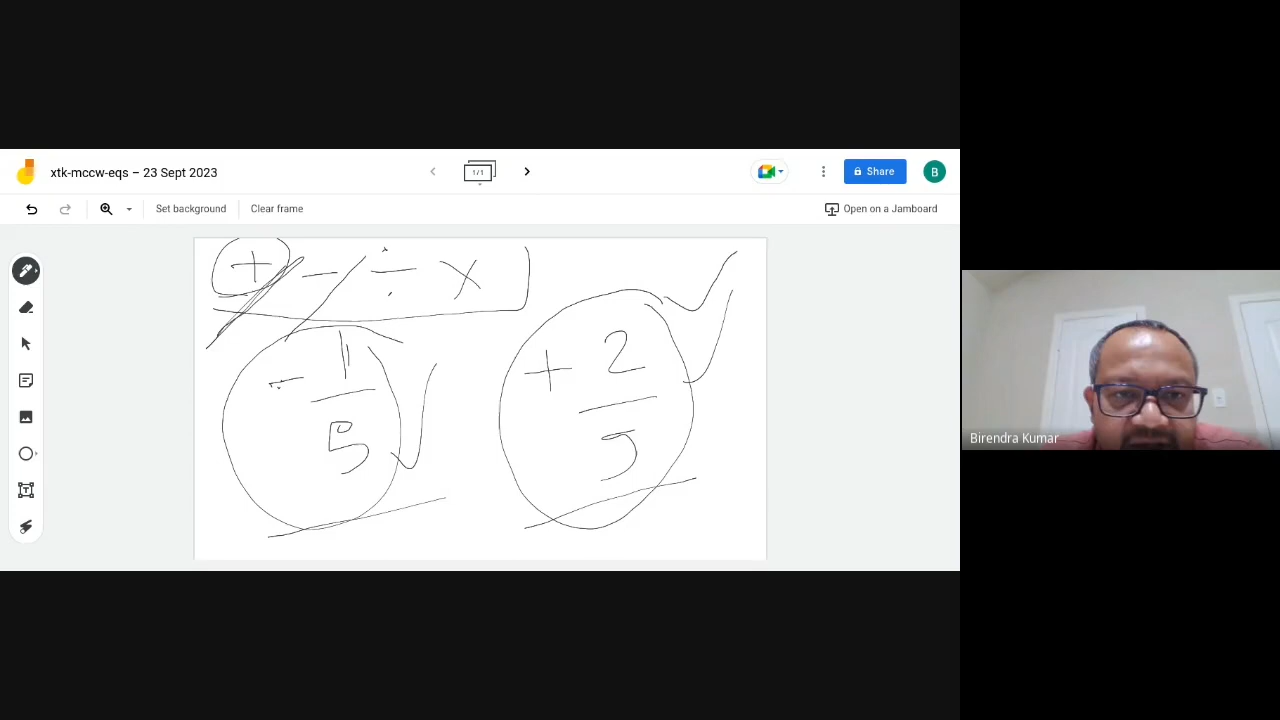 xtk-mccw-eqs – 23 Sept 2023
1/1
Share
B
Set background
Clear frame
Open on a Jamboard
+ − ÷ x
− 1
5
+ 2
5
Birendra Kumar